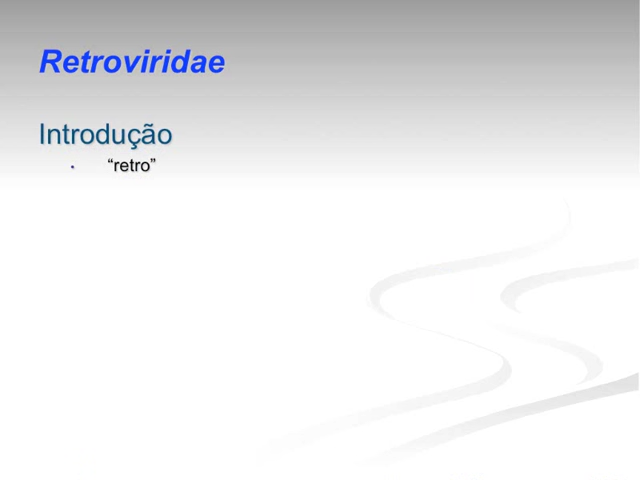 Retroviridae
Introdução
• “retro”